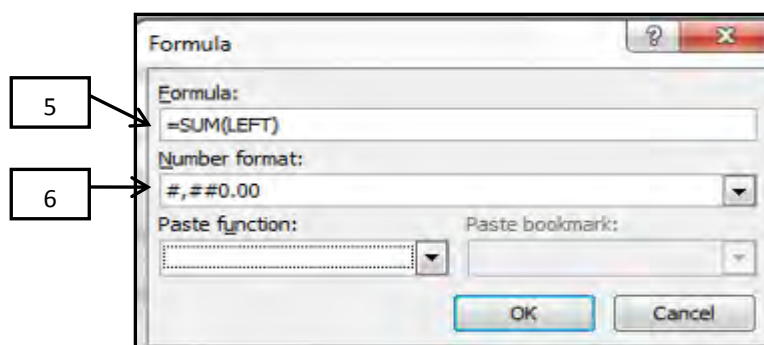 Formula
5
Formula:
=SUM(LEFT)
Number format:
6
#,##0.00
Paste function:
Paste bookmark:
OK
Cancel